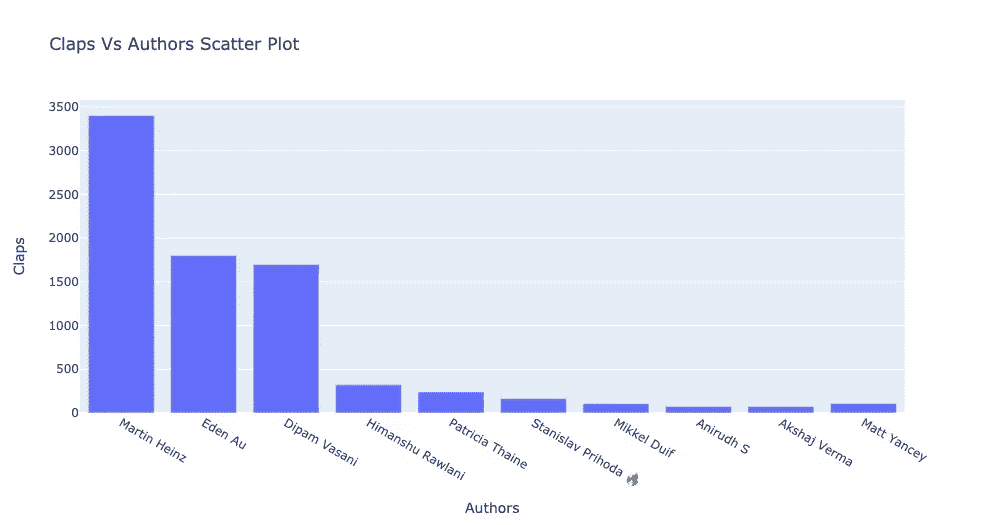 Claps Vs Authors Scatter Plot
3500
3000
2500
2000
1500
1000
500
0
Claps
Martin Heinz
Eden Au
Dipam Vasani
Himanshu Rawlani
Patricia Thaine
Stanislav Prihoda 🔥
Mikkel Duif
Anirudh S
Akshaj Verma
Matt Yancey
Authors